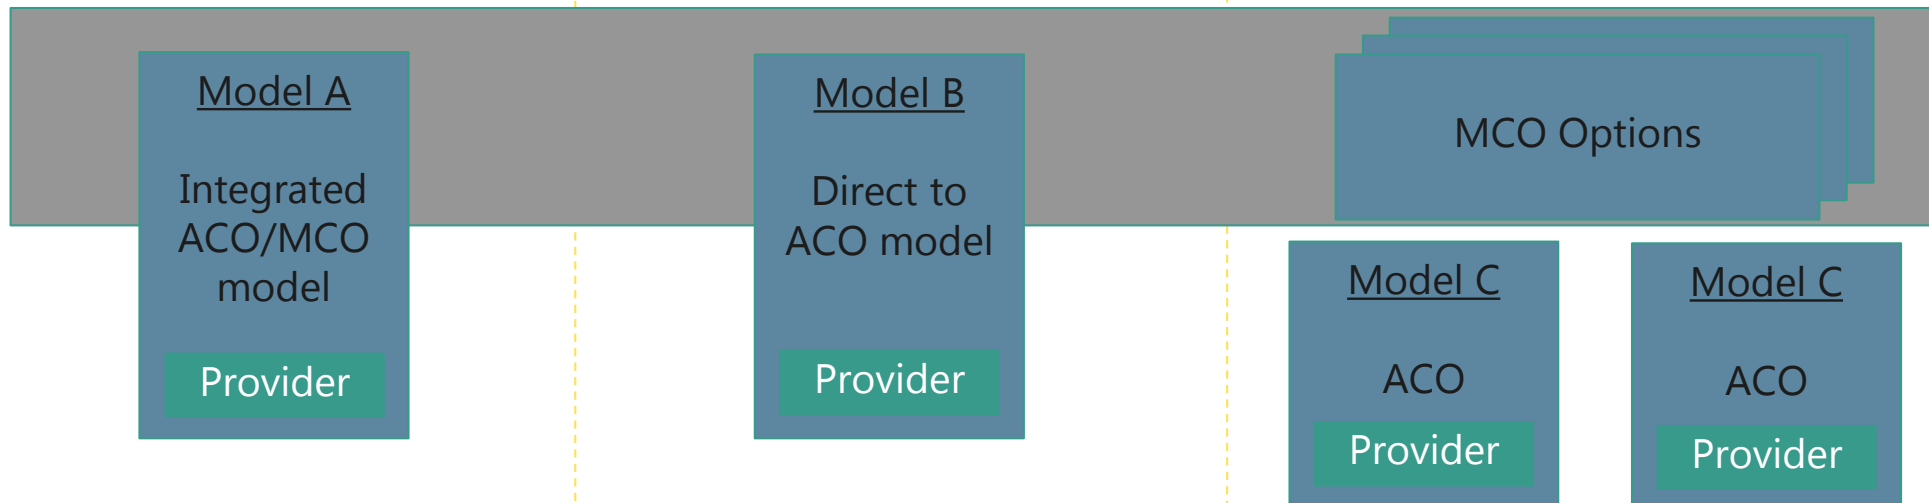 Model A
Integrated
ACO/MCO
model
Provider
Model B
Direct to
ACO model
Provider
MCO Options
Model C
ACO
Provider
Model C
ACO
Provider